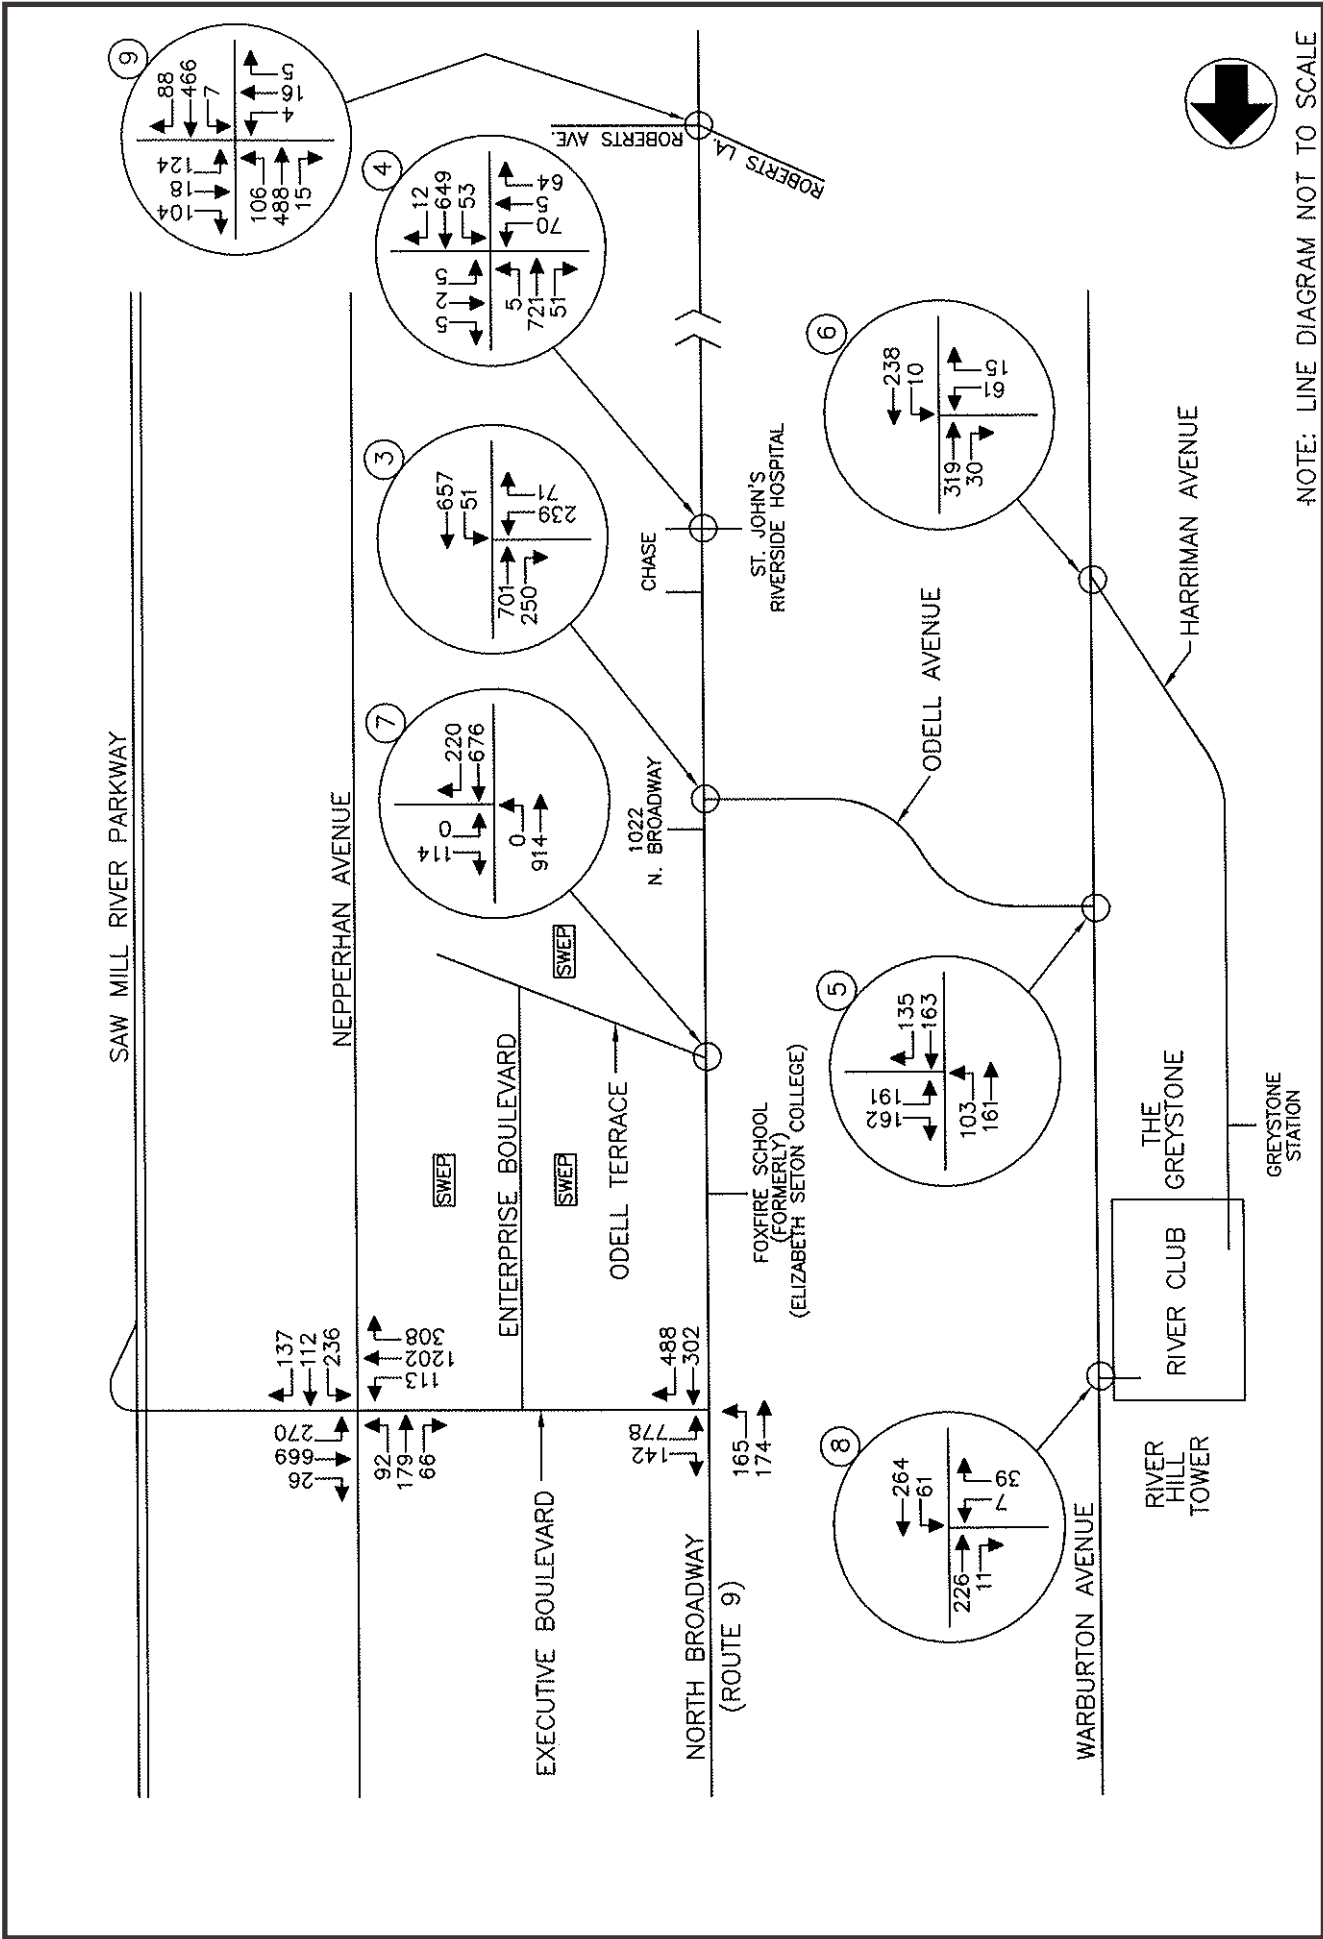 SAW MILL RIVER PARKWAY
NEPPERHAN AVENUE
137
112
236
26
669
270
92
179
66
113
1202
308
EXECUTIVE BOULEVARD
ENTERPRISE BOULEVARD
SWEP
SWEP
SWEP
ODELL TERRACE
488
302
142
778
165
174
NORTH BROADWAY
(ROUTE 9)
FOXFIRE SCHOOL
(FORMERLY)
(ELIZABETH SETON COLLEGE)
7
220
676
114
0
0
914
1022
N. BROADWAY
3
657
51
701
250
239
71
CHASE
ST. JOHN'S
RIVERSIDE HOSPITAL
4
12
649
53
5
2
5
5
721
51
70
5
64
9
88
466
7
104
18
124
106
488
15
4
16
5
ROBERTS AVE.
ROBERTS LA.
ODELL AVENUE
5
135
163
162
191
103
161
6
238
10
319
30
61
15
8
264
61
226
11
7
39
WARBURTON AVENUE
RIVER
HILL
TOWER
RIVER CLUB
THE
GREYSTONE
GREYSTONE
STATION
HARRIMAN AVENUE
NOTE: LINE DIAGRAM NOT TO SCALE